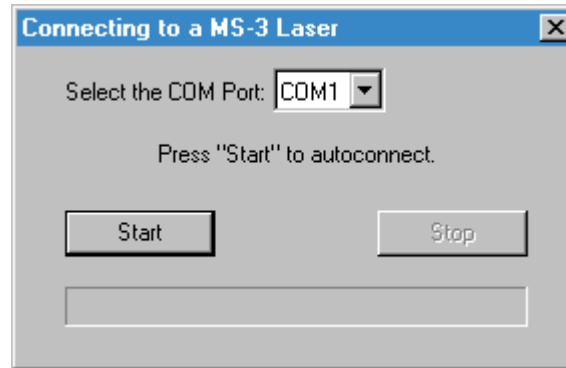 Connecting to a MS-3 Laser
Select the COM Port: COM1
Press "Start" to autoconnect.
Start Stop